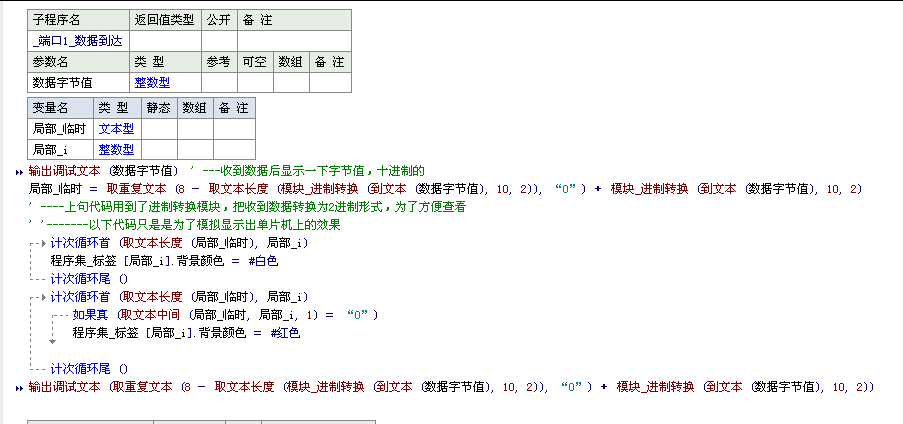 子程序名 返回值类型 公开 备 注
_端口1_数据到达
参数名 类 型 参考 可空 数组 备 注
数据字节值 整数型
变量名 类 型 静态 数组 备 注
局部_临时 文本型
局部_i 整数型
输出调试文本 (数据字节值) ' ---收到数据后显示一下字节值，十进制的
局部_临时 = 取重复文本 (8 - 取文本长度 (模块_进制转换 (到文本 (数据字节值), 10, 2)), “0”) + 模块_进制转换 (到文本 (数据字节值), 10, 2)
' ----上句代码用到了进制转换模块，把收到数据转换为2进制形式，为了方便查看
' '-------以下代码只是是为了模拟显示出单片机上的效果
计次循环首 (取文本长度 (局部_临时), 局部_i)
程序集_标签 [局部_i].背景颜色 = #白色
计次循环尾 ()
计次循环首 (取文本长度 (局部_临时), 局部_i)
如果真 (取文本中间 (局部_临时, 局部_i, 1) = “0”)
程序集_标签 [局部_i].背景颜色 = #红色
计次循环尾 ()
输出调试文本 (取重复文本 (8 - 取文本长度 (模块_进制转换 (到文本 (数据字节值), 10, 2)), “0”) + 模块_进制转换 (到文本 (数据字节值), 10, 2))